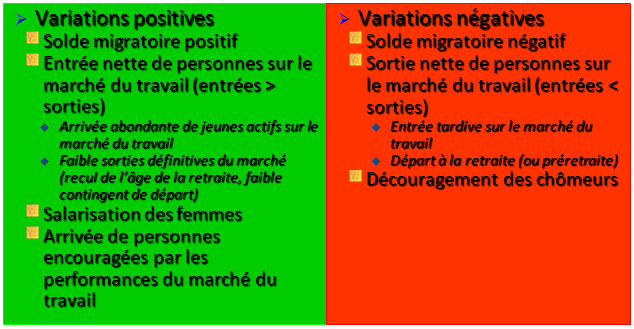 Variations positives
Solde migratoire positif
Entrée nette de personnes sur le
marché du travail (entrées >
sorties)
Arrivée abondante de jeunes actifs sur le
marché du travail
Faible sorties définitives du marché
(recul de l'âge de la retraite, faible
contingent de départ)
Salarisation des femmes
Arrivée de personnes
encouragées par les
performances du marché du
travail
Variations négatives
Solde migratoire négatif
Sortie nette de personnes sur
le marché du travail (entrées <
sorties)
Entrée tardive sur le marché du
travail
Départ à la retraite (ou préretraite)
Découragement des chômeurs